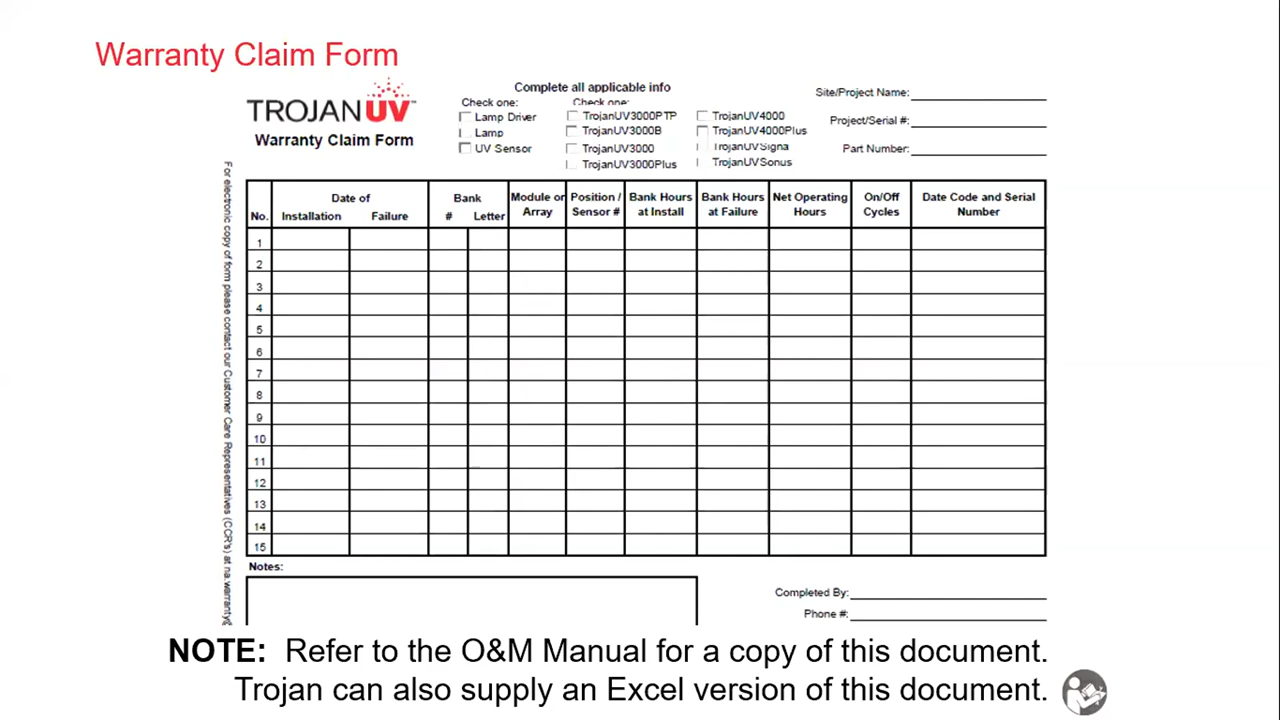 Warranty Claim Form
TROJANUV™
Warranty Claim Form
Complete all applicable info
Check one:
Lamp Driver
Lamp
UV Sensor
Check one:
TrojanUV3000PTP
TrojanUV3000B
TrojanUV3000
TrojanUV3000Plus
TrojanUV4000
TrojanUV4000Plus
TrojanUVSigna
TrojanUVSonus
Site/Project Name:
Project/Serial #:
Part Number:
For electronic copy of form please contact our Customer Care Representatives (CCR's) at na.warranty@
No.
Date of
Installation Failure
Bank
# Letter
Module or
Array
Position /
Sensor #
Bank Hours
at Install
Bank Hours
at Failure
Net Operating
Hours
On/Off
Cycles
Date Code and Serial
Number
1
2
3
4
5
6
7
8
9
10
11
12
13
14
15
Notes:
Completed By:
Phone #:
NOTE: Refer to the O&M Manual for a copy of this document.
Trojan can also supply an Excel version of this document.